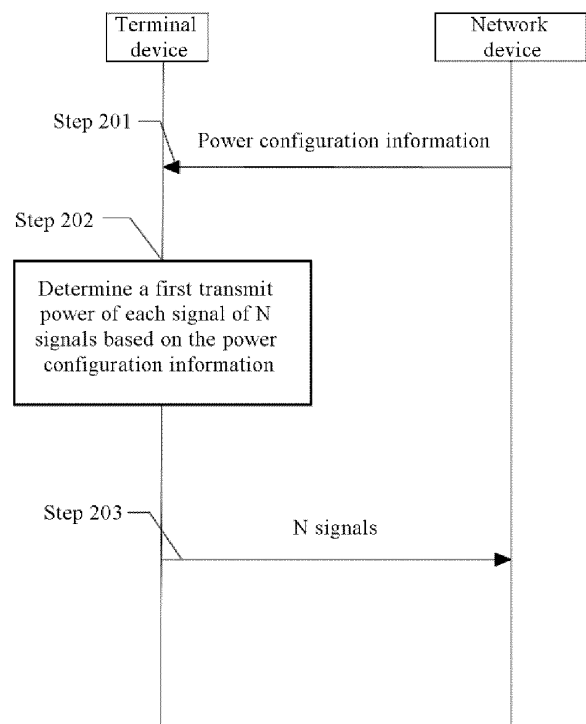 Terminal
device
Network
device
Step 201
Power configuration information
Step 202
Determine a first transmit
power of each signal of N
signals based on the power
configuration information
Step 203
N signals